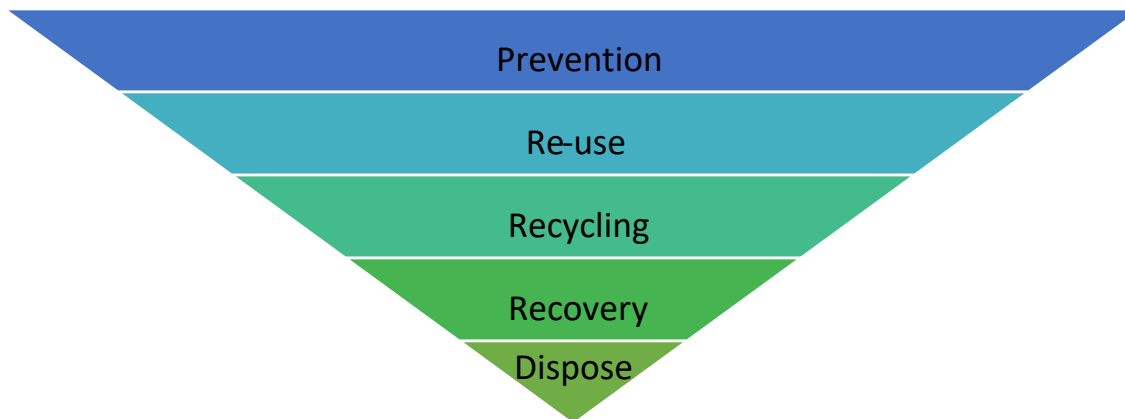 Prevention
Re-use
Recycling
Recovery
Dispose